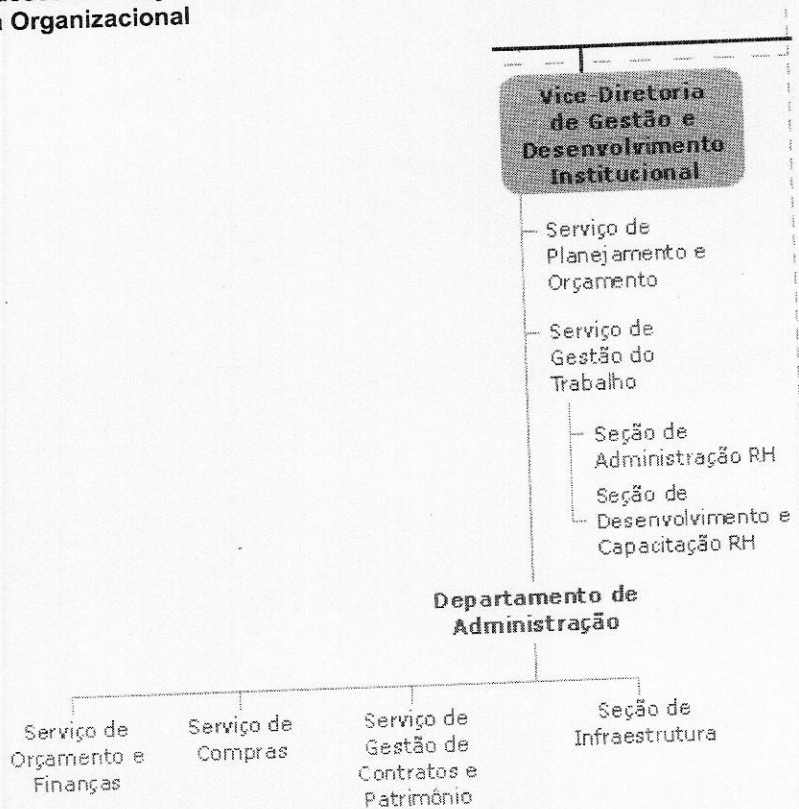 a Organizacional
Vice-Diretoria
de Gestão e
Desenvolvimento
Institucional
Serviço de
Planejamento e
Orçamento
Serviço de
Gestão do
Trabalho
Seção de
Administração RH
Seção de
Desenvolvimento e
Capacitação RH
Departamento de
Administração
Serviço de
Orçamento e
Finanças
Serviço de
Compras
Serviço de
Gestão de
Contratos e
Patrimônio
Seção de
Infraestrutura